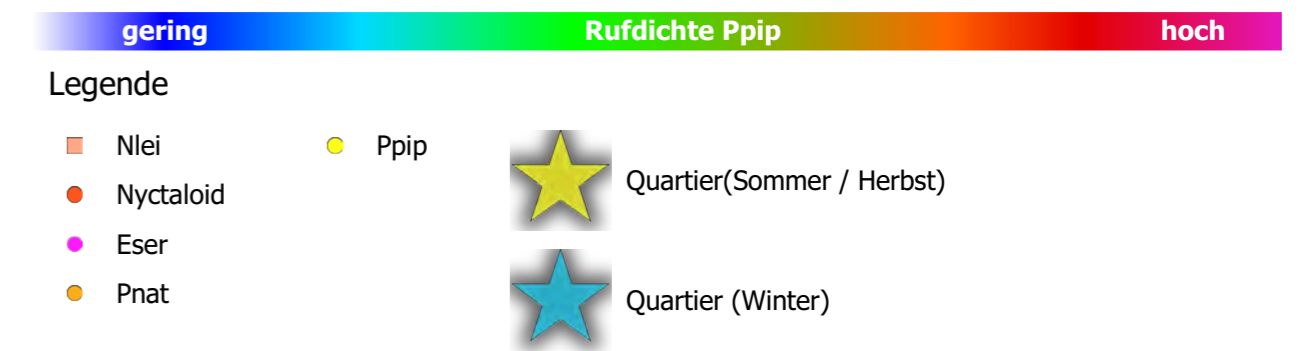 gering Rufdichte Ppip hoch
Legende
Nlei Ppip
Nyctaloid
Eser
Pnat
Quartier(Sommer / Herbst)
Quartier (Winter)